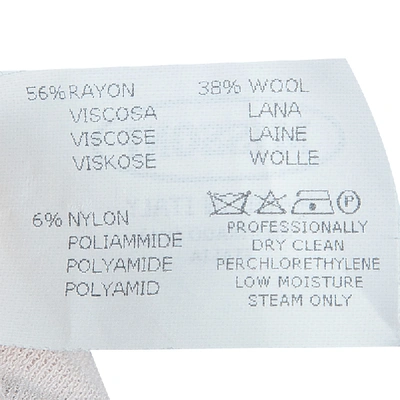 56% RAYON
VISCOSA
VISCOSE
VISKOSE
38% WOOL
LANA
LAINE
WOLLE
6% NYLON
POLIAMMIDE
POLYAMIDE
POLYAMID
P
PROFESSIONALLY
DRY CLEAN
PERCHLORETHYLENE
LOW MOISTURE
STEAM ONLY